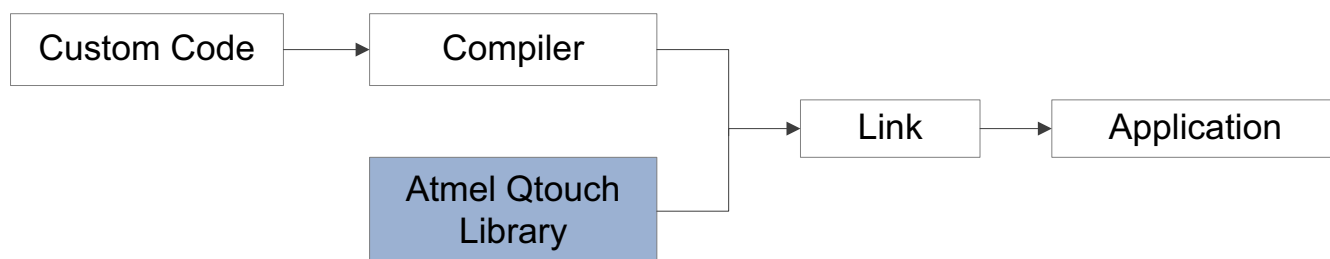 Custom Code
Compiler
Link
Application
Atmel Qtouch
Library